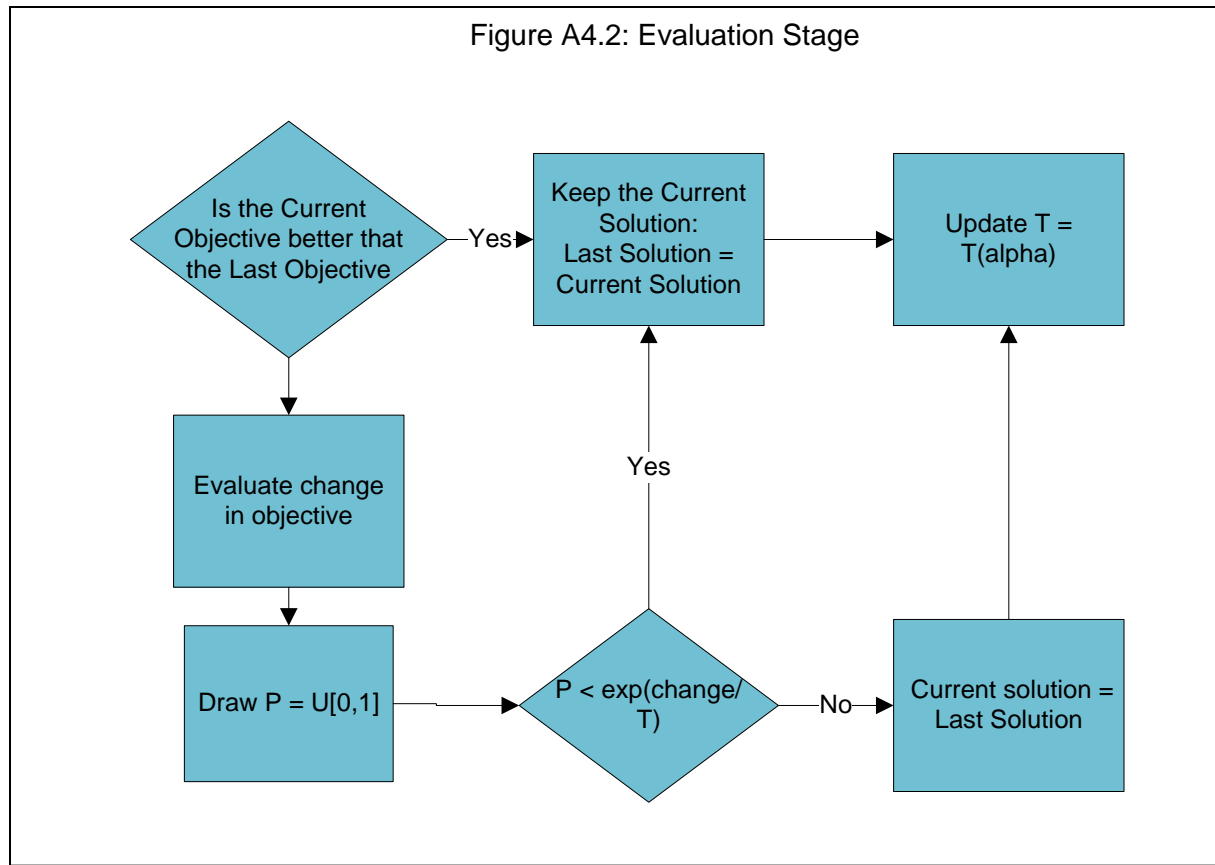 Figure A4.2: Evaluation Stage
Is the Current
Objective better that
the Last Objective
Yes
Keep the Current
Solution:
Last Solution =
Current Solution
Update T =
T(alpha)
Evaluate change
in objective
Yes
Draw P = U[0,1]
P < exp(change/
T)
No
Current solution =
Last Solution